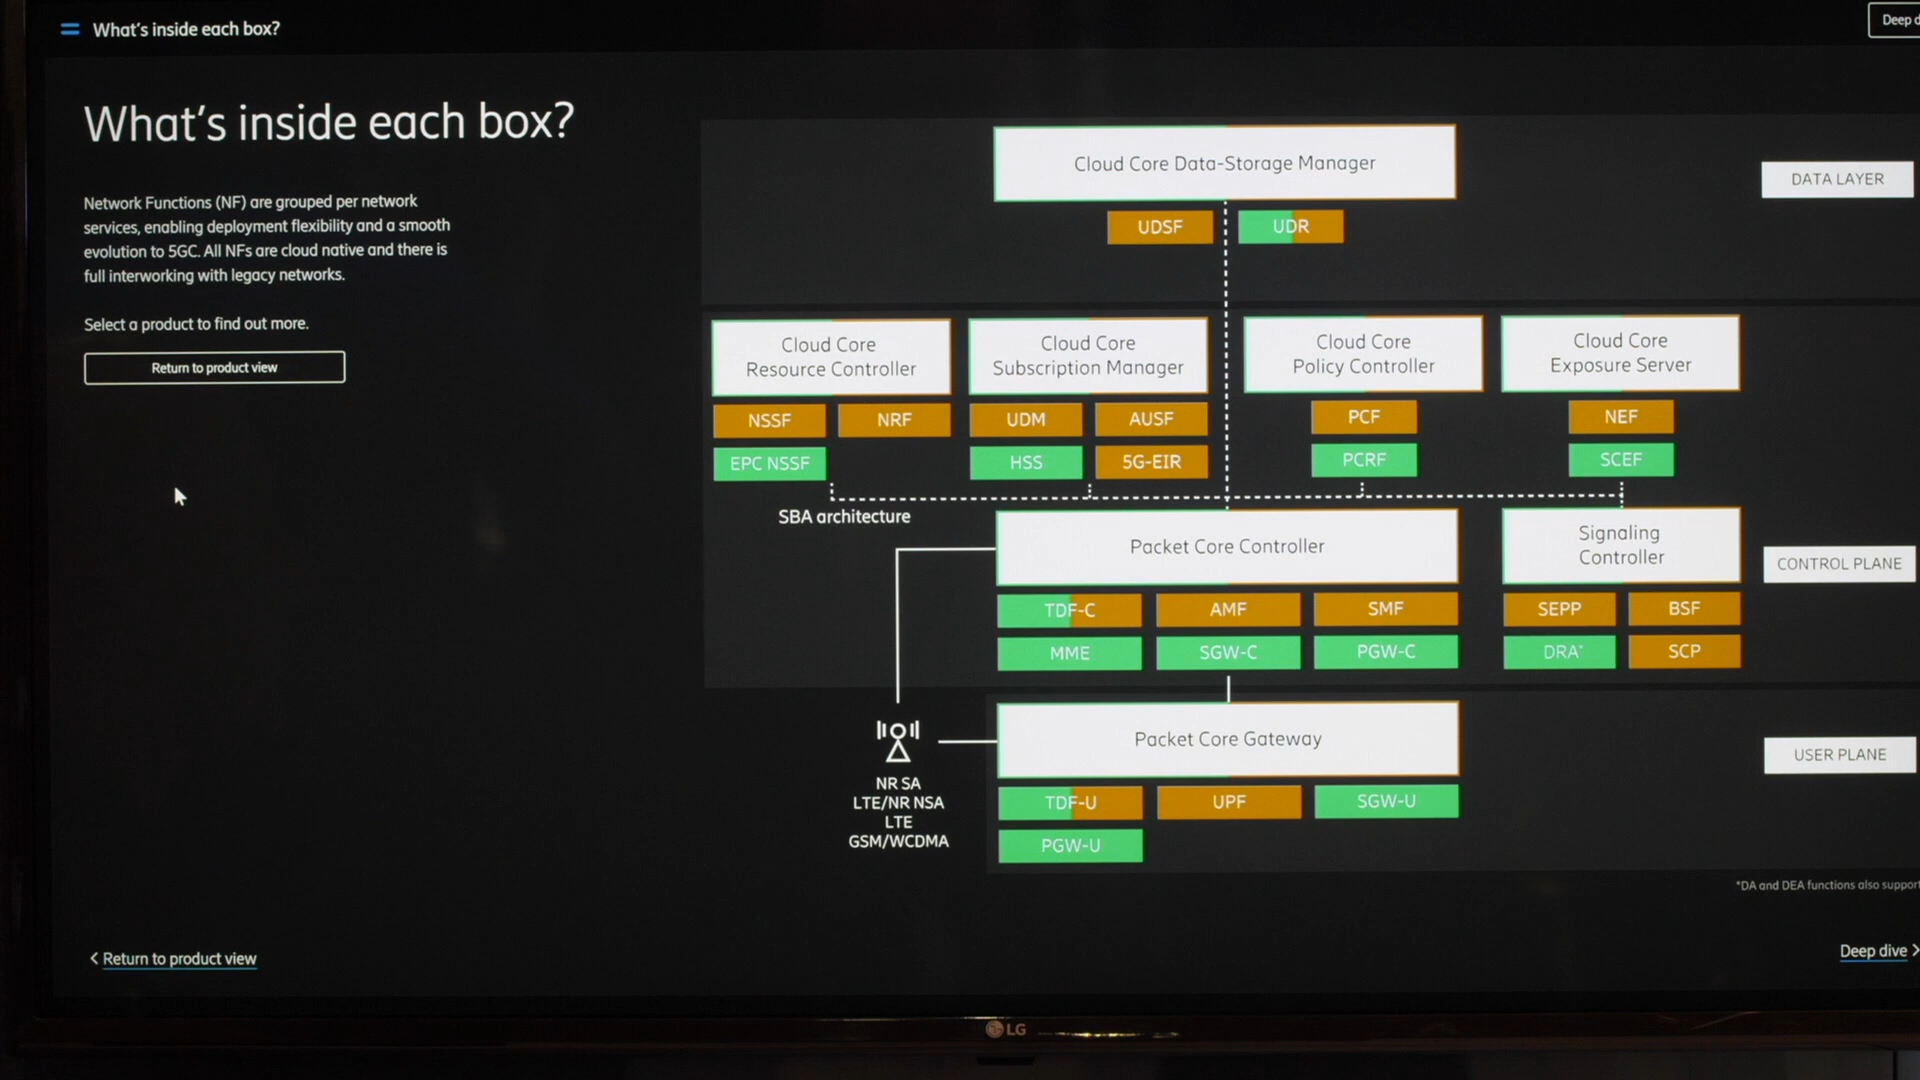 What's inside each box?
Deep d
What's inside each box?
Network Functions (NF) are grouped per network
services, enabling deployment flexibility and a smooth
evolution to 5GC. All NFs are cloud native and there is
full interworking with legacy networks.
Select a product to find out more.
Return to product view
Cloud Core Data-Storage Manager
DATA LAYER
UDSF
UDR
Cloud Core
Resource Controller
NSSF
NRF
EPC NSSF
Cloud Core
Subscription Manager
UDM
AUSF
HSS
5G-EIR
Cloud Core
Policy Controller
PCF
PCRF
Cloud Core
Exposure Server
NEF
SCEF
SBA architecture
Packet Core Controller
TDF-C
AMF
SMF
MME
SGW-C
PGW-C
Signaling
Controller
SEPP
BSF
DRA*
SCP
CONTROL PLANE
Packet Core Gateway
USER PLANE
TDF-U
UPF
SGW-U
PGW-U
NR SA
LTE/NR NSA
LTE
GSM/WCDMA
*DA and DEA functions also support
Return to product view
Deep dive
LG